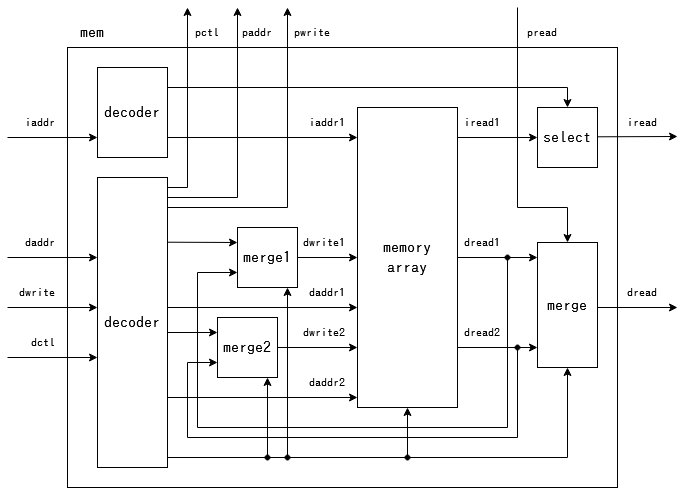 mem
pctl
paddr
pwrite
pread
decoder
iaddr
iaddr1
iread1
select
iread
daddr
dwrite
dctl
decoder
merge1
dwrite1
daddr1
merge2
dwrite2
daddr2
memory
array
dread1
dread2
merge
dread